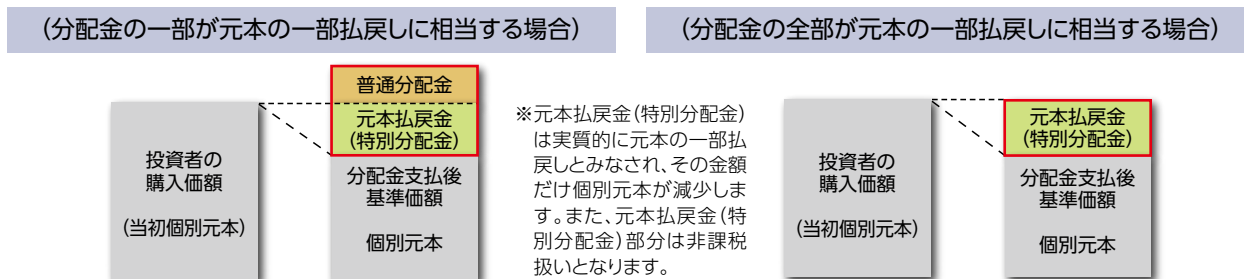 (分配金の一部が元本の一部払戻しに相当する場合)
普通分配金
元本払戻金
(特別分配金)
投資者の
購入価額
(当初個別元本)
分配金支払後
基準価額
個別元本
※元本払戻金(特別分配金)
は実質的に元本の一部払
戻しとみなされ、その金額
だけ個別元本が減少しま
す。また、元本払戻金(特
別分配金)部分は非課税
扱いとなります。
(分配金の全部が元本の一部払戻しに相当する場合)
元本払戻金
(特別分配金)
投資者の
購入価額
(当初個別元本)
分配金支払後
基準価額
個別元本